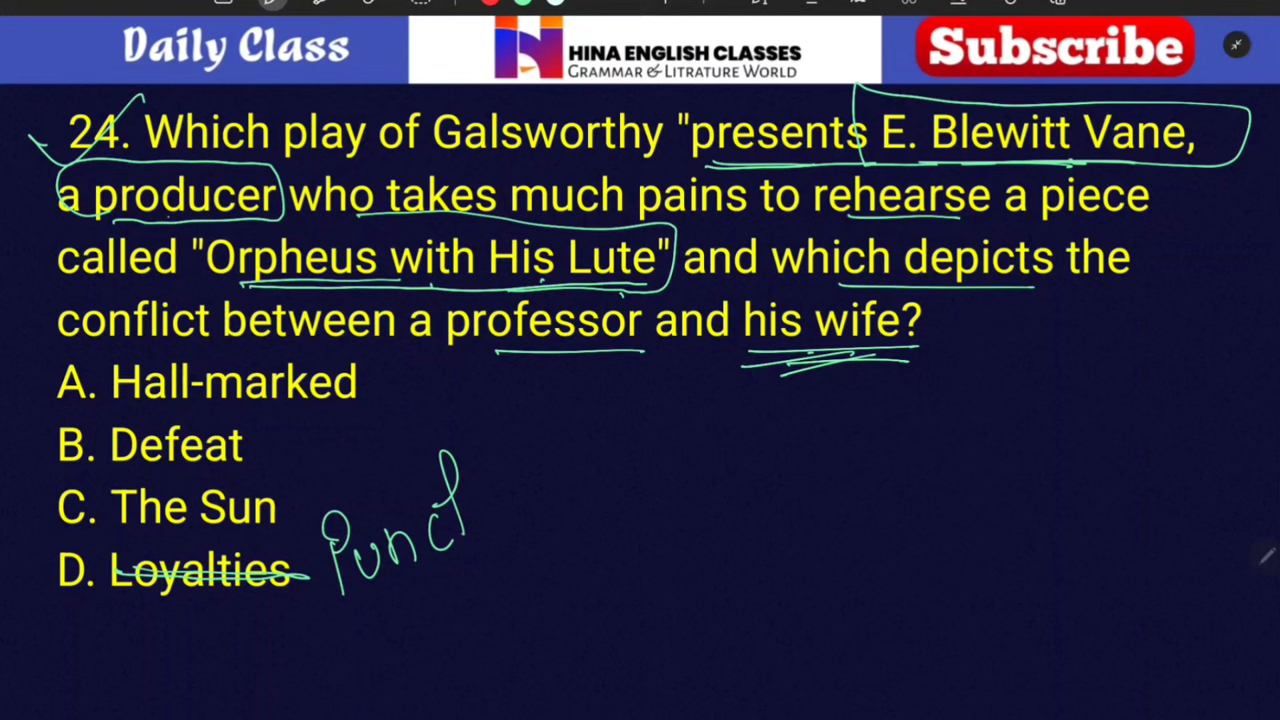 Daily Class
HINA ENGLISH CLASSES
GRAMMAR & LITRATURE WORLD
Subscribe
24. Which play of Galsworthy "presents E. Blewitt Vane,
a producer who takes much pains to rehearse a piece
called "Orpheus with His Lute" and which depicts the
conflict between a professor and his wife?
A. Hall-marked
B. Defeat
C. The Sun
D. Loyalties Punch